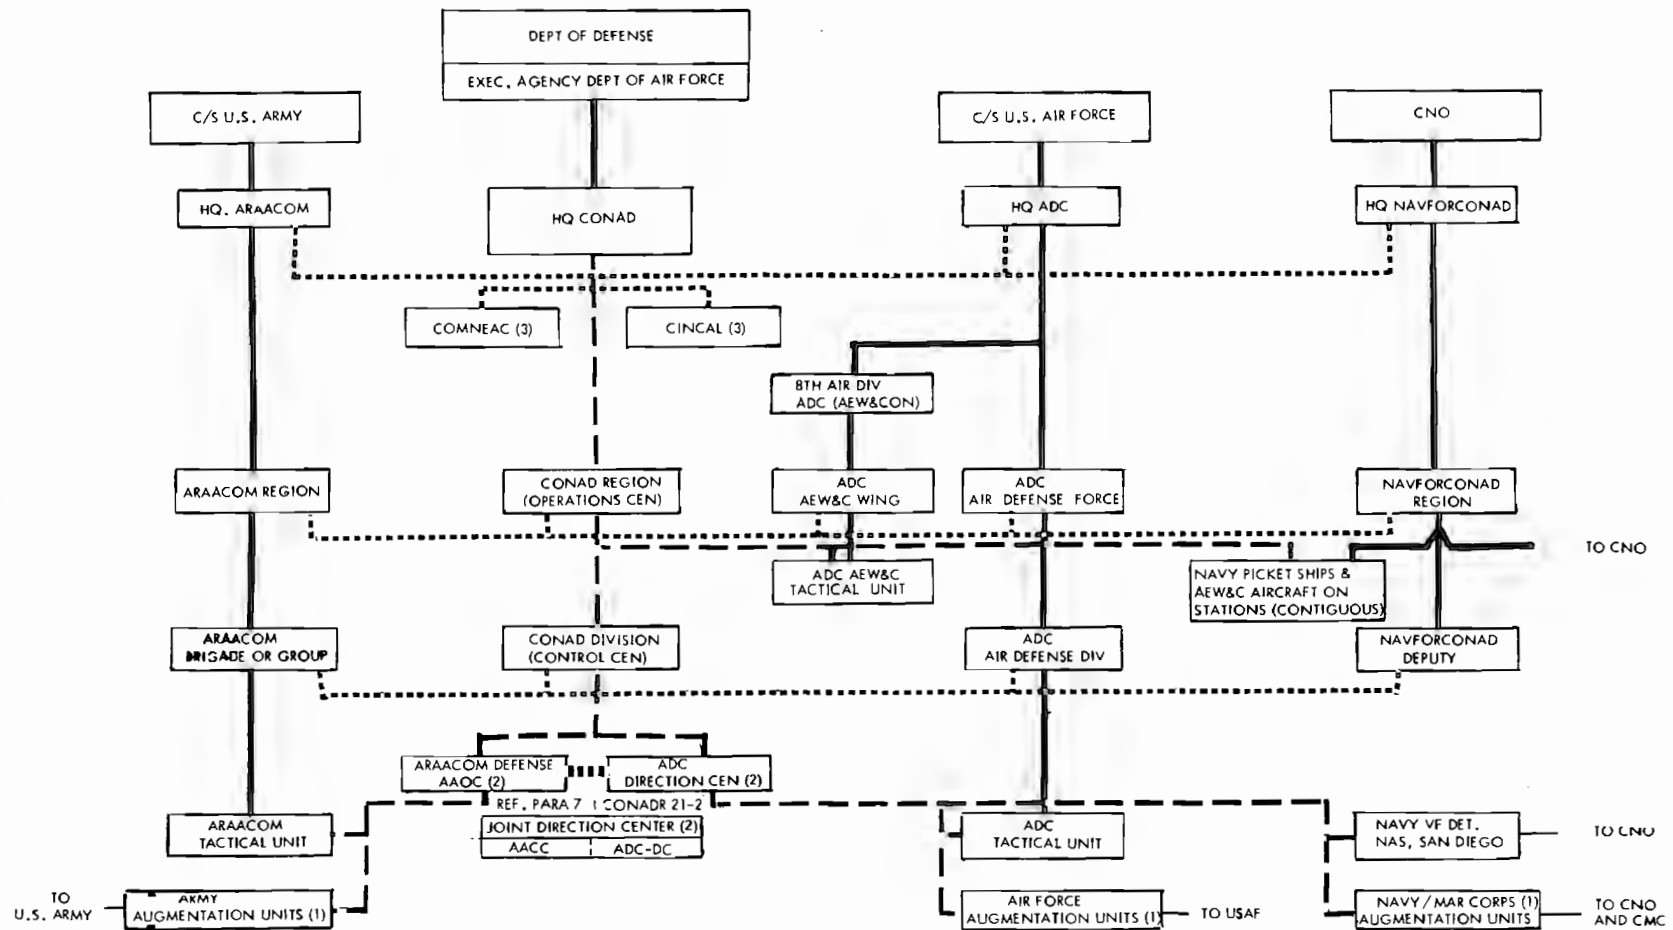 DEPT OF DEFENSE
EXEC. AGENCY DEPT OF AIR FORCE
C/S U.S. ARMY
C/S U.S. AIR FORCE
CNO
HQ. ARAACOM
HQ CONAD
HQ ADC
HQ NAVFORCONAD
COMNEAC (3)
CINCAL (3)
8TH AIR DIV
ADC (AEW&CON)
ARAACOM REGION
CONAD REGION
(OPERATIONS CEN)
ADC
AEW&C WING
ADC
AIR DEFENSE FORCE
NAVFORCONAD
REGION
TO CNO
ADC AEW&C
TACTICAL UNIT
NAVY PICKET SHIPS &
AEW&C AIRCRAFT ON
STATIONS (CONTIGUOUS)
ARAACOM
BRIGADE OR GROUP
CONAD DIVISION
(CONTROL CEN)
ADC
AIR DEFENSE DIV
NAVFORCONAD
DEPUTY
ARAACOM DEFENSE
AAOC (2)
ADC
DIRECTION CEN (2)
REF. PARA 7 CONADR 21-2
JOINT DIRECTION CENTER (2)
AACC ADC-DC
ARAACOM
TACTICAL UNIT
ADC
TACTICAL UNIT
NAVY VF DET.
NAS, SAN DIEGO
TO CNO
TO
U.S. ARMY
ARMY
AUGMENTATION UNITS (1)
AIR FORCE
AUGMENTATION UNITS (1)
TO USAF
NAVY/MAR CORPS (1)
AUGMENTATION UNITS
TO CNO
AND CMC